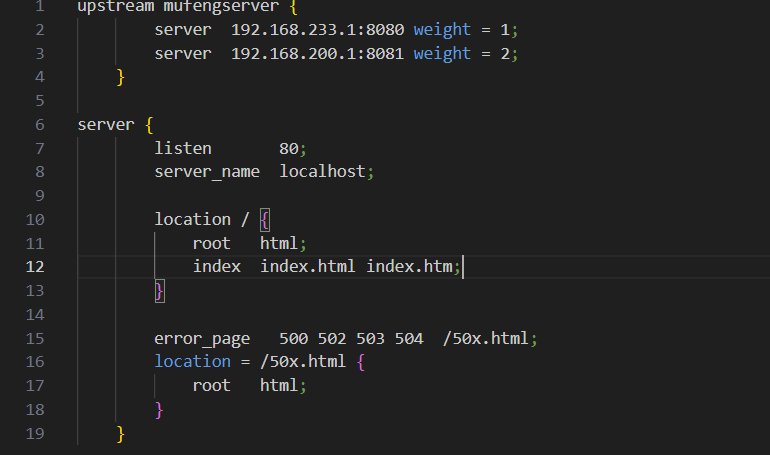 1 upstream mufengserver {
2 server 192.168.233.1:8080 weight = 1;
3 server 192.168.200.1:8081 weight = 2;
4 }
5
6 server {
7 listen 80;
8 server_name localhost;
9
10 location / {
11 root html;
12 index index.html index.htm;
13 }
14
15 error_page 500 502 503 504 /50x.html;
16 location = /50x.html {
17 root html;
18 }
19 }